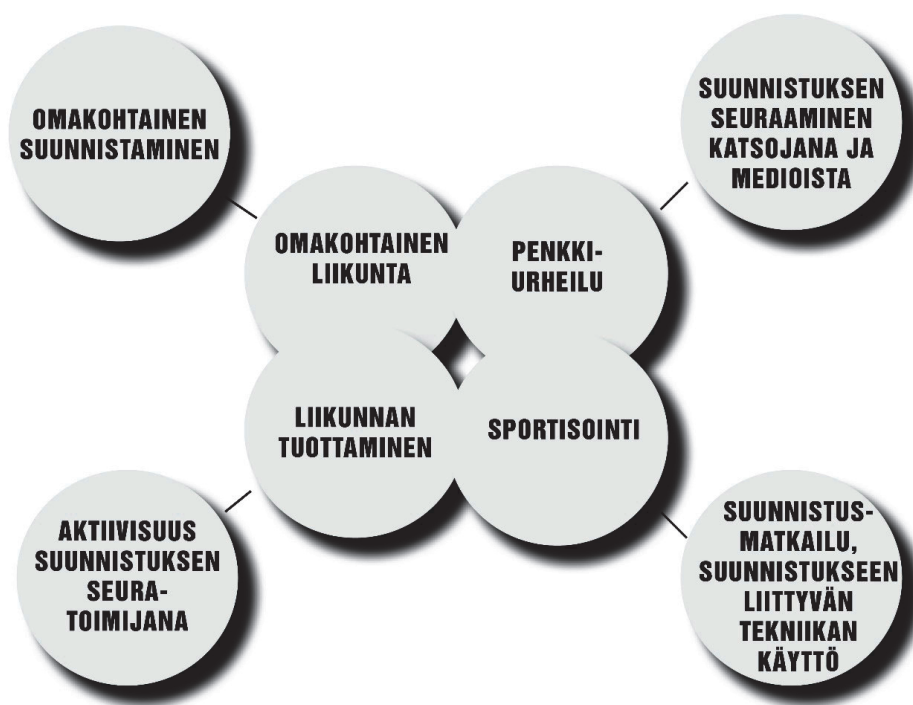 OMAKOHTAINEN
SUUNNISTAMINEN
SUUNNISTUKSEN
SEURAAMINEN
KATSOJANA JA
MEDIOISTA
OMAKOHTAINEN
LIIKUNTA
PENKKI-
URHEILU
LIIKUNNAN
TUOTTAMINEN
SPORTISOINTI
AKTIIVISUUS
SUUNNISTUKSEN
SEURA-
TOIMIJANA
SUUNNISTUS-
MATKAILU,
SUUNNISTUKSEEN
LIITTYVÄN
TEKNIIKAN
KÄYTTÖ